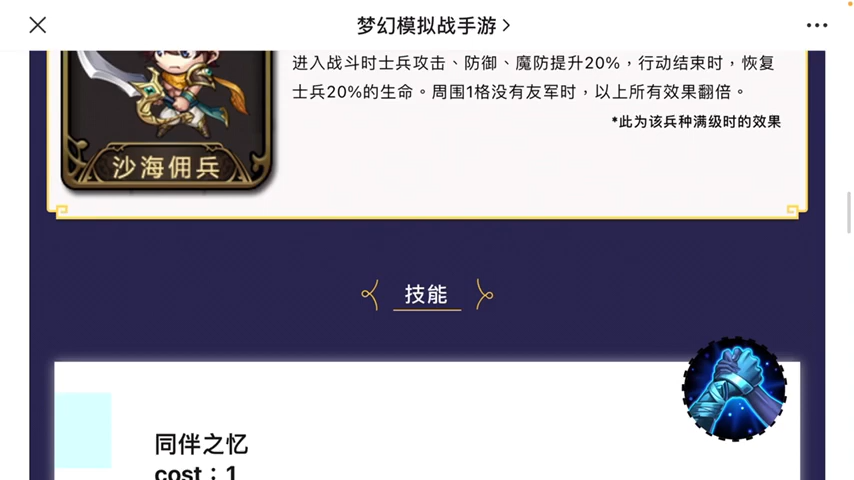 梦幻模拟战手游
进入战斗时士兵攻击、防御、魔防提升20%，行动结束时，恢复
士兵20%的生命。周围1格没有友军时，以上所有效果翻倍。
*此为该兵种满级时的效果
沙海佣兵
技能
同伴之忆
cost：1